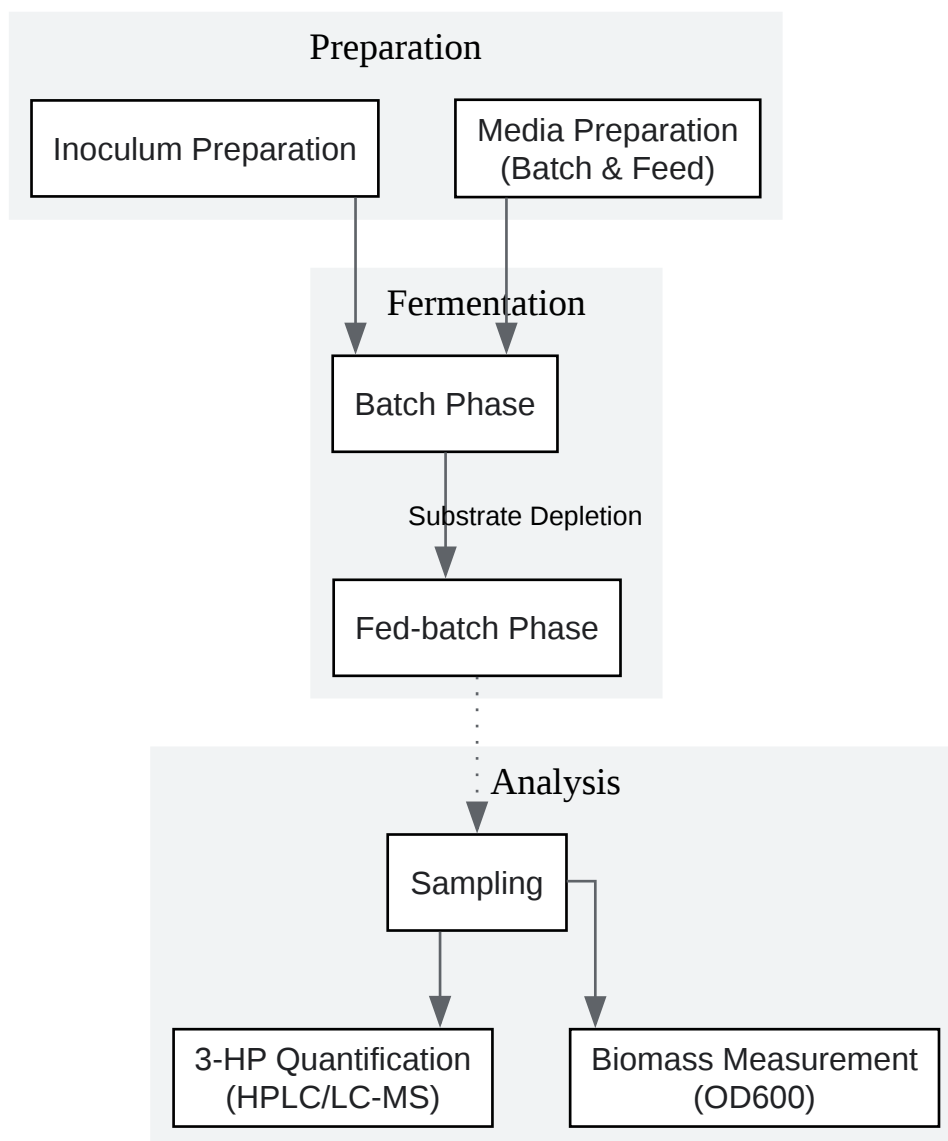 Preparation
Inoculum Preparation
Media Preparation
(Batch & Feed)
Fermentation
Batch Phase
Substrate Depletion
Fed-batch Phase
Analysis
Sampling
3-HP Quantification
(HPLC/LC-MS)
Biomass Measurement
(OD600)